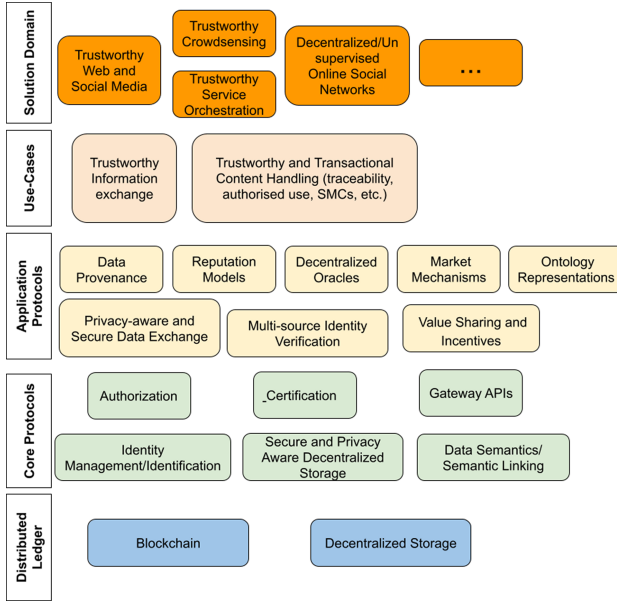 Solution Domain
Trustworthy
Web and
Social Media
Trustworthy
Crowdsensing
Trustworthy
Service
Orchestration
Decentralized/Un
supervised
Online Social
Networks
...
Use-Cases
Trustworthy
Information
exchange
Trustworthy and Transactional
Content Handling (traceability,
authorised use, SMCs, etc.)
Application
Protocols
Data
Provenance
Reputation
Models
Decentralized
Oracles
Market
Mechanisms
Ontology
Representations
Privacy-aware and
Secure Data Exchange
Multi-source Identity
Verification
Value Sharing and
Incentives
Core Protocols
Authorization
_Certification
Gateway APIs
Identity
Management/Identification
Secure and Privacy
Aware Decentralized
Storage
Data Semantics/
Semantic Linking
Distributed
Ledger
Blockchain
Decentralized Storage